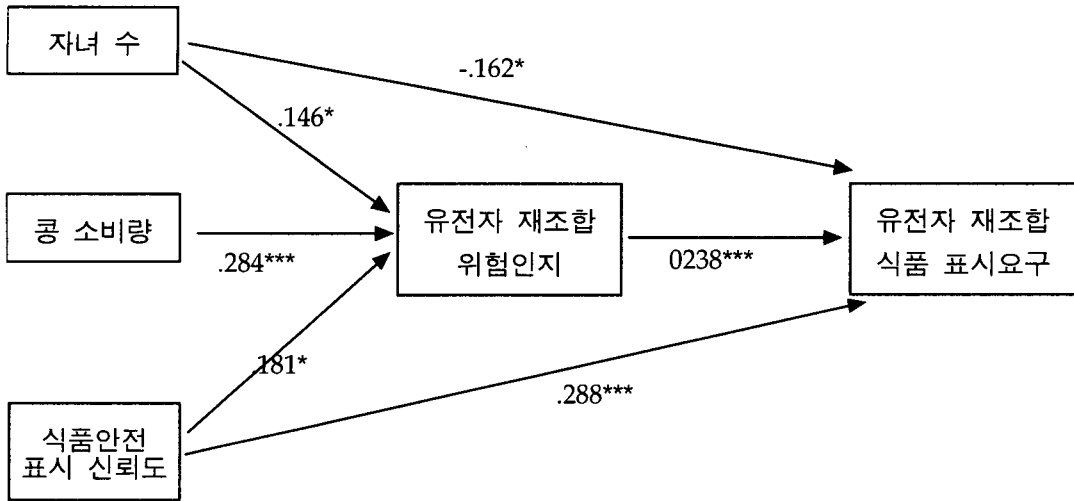 자녀 수
-.162*
.146*
콩 소비량
.284***
유전자 재조합
위험인지
0238***
유전자 재조합
식품 표시요구
.181*
.288***
식품안전
표시 신뢰도